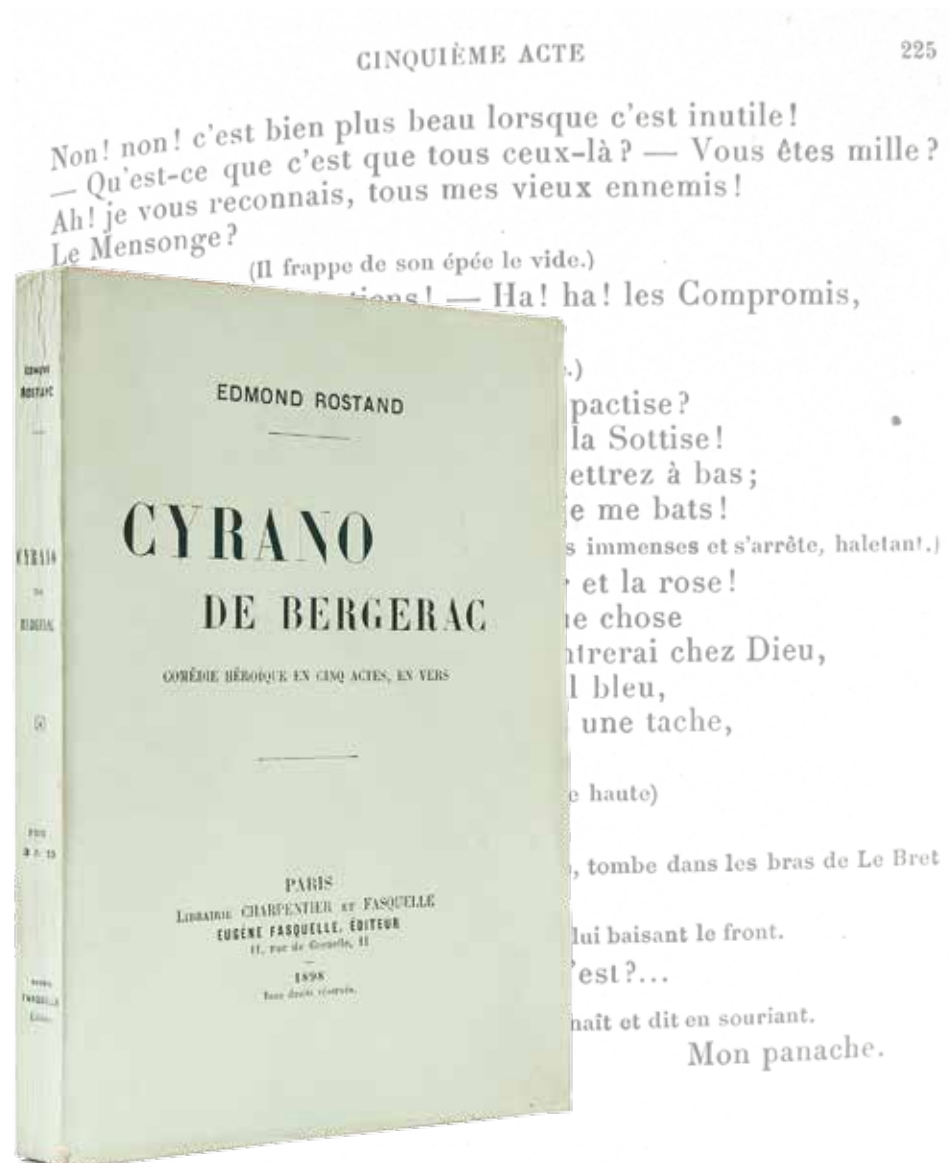 CINQUIÈME ACTE 225
Non! non! c'est bien plus beau lorsque c'est inutile!
— Qu'est-ce que c'est que tous ceux-là? — Vous êtes mille?
Ah! je vous reconnais, tous mes vieux ennemis!
Le Mensonge?
(Il frappe de son épée le vide.)
tions! — Ha! ha! les Compromis,
.)
pactise?
la Sottise!
ettrez à bas;
e me bats!
s immenses et s'arrête, haletant.)
et la rose!
e chose
ntrerai chez Dieu,
l bleu,
une tache,
e haute)
, tombe dans les bras de Le Bret
lui baisant le front.
'est?...
naît et dit en souriant.
Mon panache.
EDMOND
ROSTAND
CYRANO
DE
BERGERAC
EDMOND ROSTAND
CYRANO
DE BERGERAC
COMÉDIE HÉROÏQUE EN CINQ ACTES, EN VERS
PARIS
LIBRAIRIE CHARPENTIER ET FASQUELLE
EUGÈNE FASQUELLE, ÉDITEUR
11, rue de Grenelle, 11
1898
Tous droits réservés.